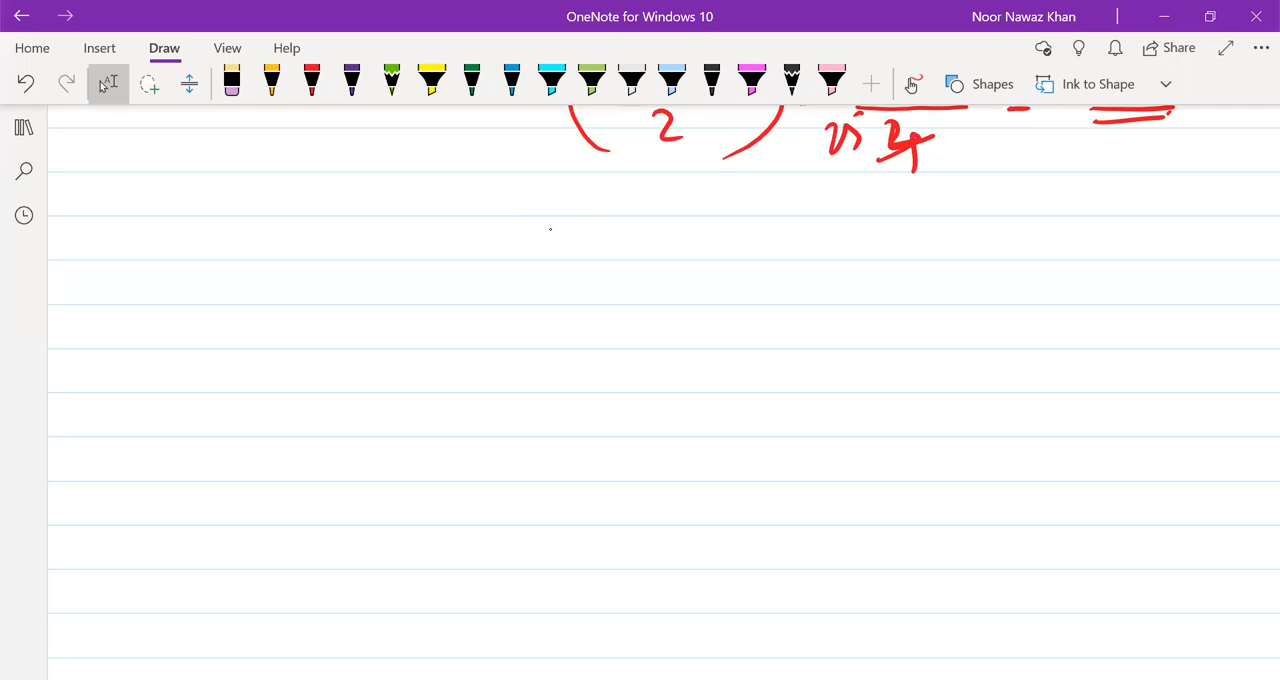 OneNote for Windows 10
Noor Nawaz Khan
Home Insert Draw View Help
Share
Shapes
Ink to Shape
2